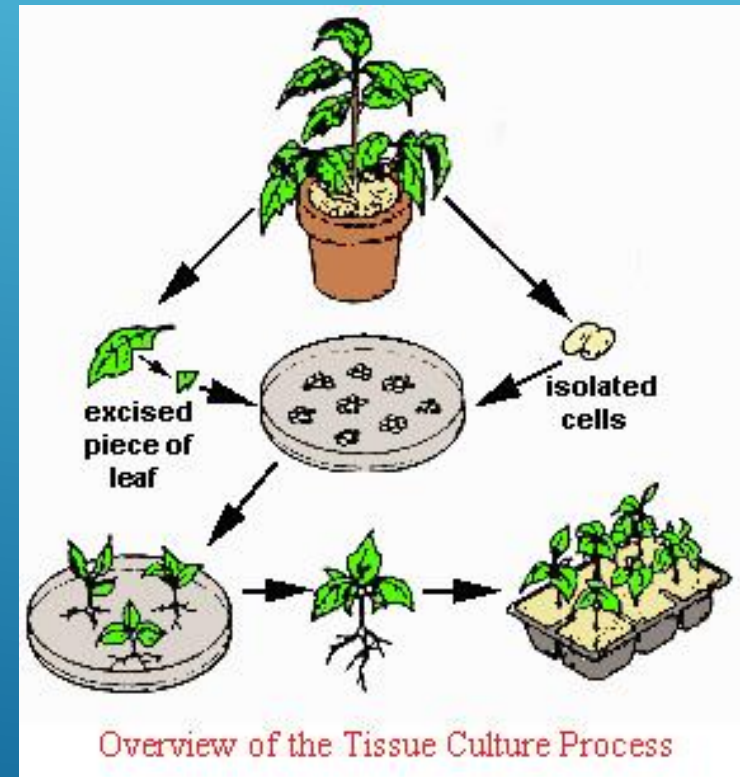 excised
piece of
leaf
isolated
cells
Overview of the Tissue Culture Process